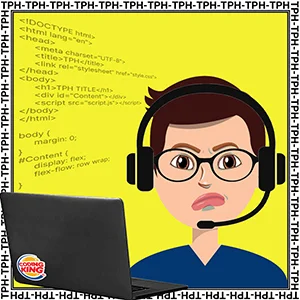 TPH-TPH-TPH-TPH-TPH-TPH-TPH-TPH-TPH
<!DOCTYPE html>
<html lang="en">
<head>
<meta charset="UTF-8">
<title>TPH</title>
<link rel="stylesheet" href="style.css">
</head>
<body>
<h1>TPH TITLE</h1>
<div id="Content"></div>
<script src="script.js"></script>
</body>
</html>
body {
margin: 0;
}
#Content {
display: flex;
flex-flow: row wrap;
}
CODING
KING